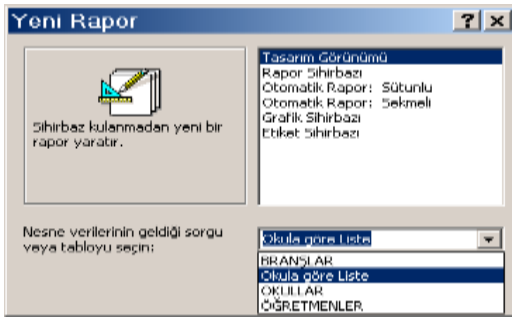 Yeni Rapor
Tasarım Görünümü
Rapor Sihirbazı
Otomatik Rapor: Sütunlu
Otomatik Rapor: Sekmeli
Grafik Sihirbazı
Etiket Sihirbazı
Sihirbaz kulanmadan yeni bir
rapor yaratır.
Nesne verilerinin geldiği sorgu
veya tabloyu seçin:
Okula göre Liste
BRANŞLAR
Okula göre Liste
OKULLAR
ÖĞRETMENLER